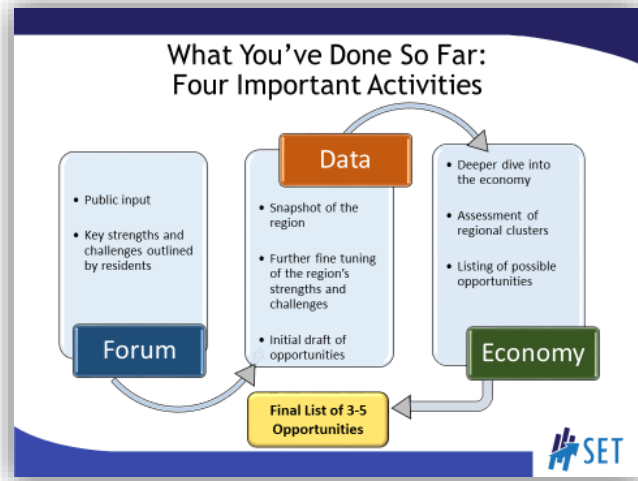 What You've Done So Far:
Four Important Activities
• Public input
• Key strengths and
challenges outlined
by residents
Forum
Data
• Snapshot of the
region
• Further fine tuning
of the region's
strengths and
challenges
• Initial draft of
opportunities
• Deeper dive into
the economy
• Assessment of
regional clusters
• Listing of possible
opportunities
Economy
Final List of 3-5
Opportunities
SET